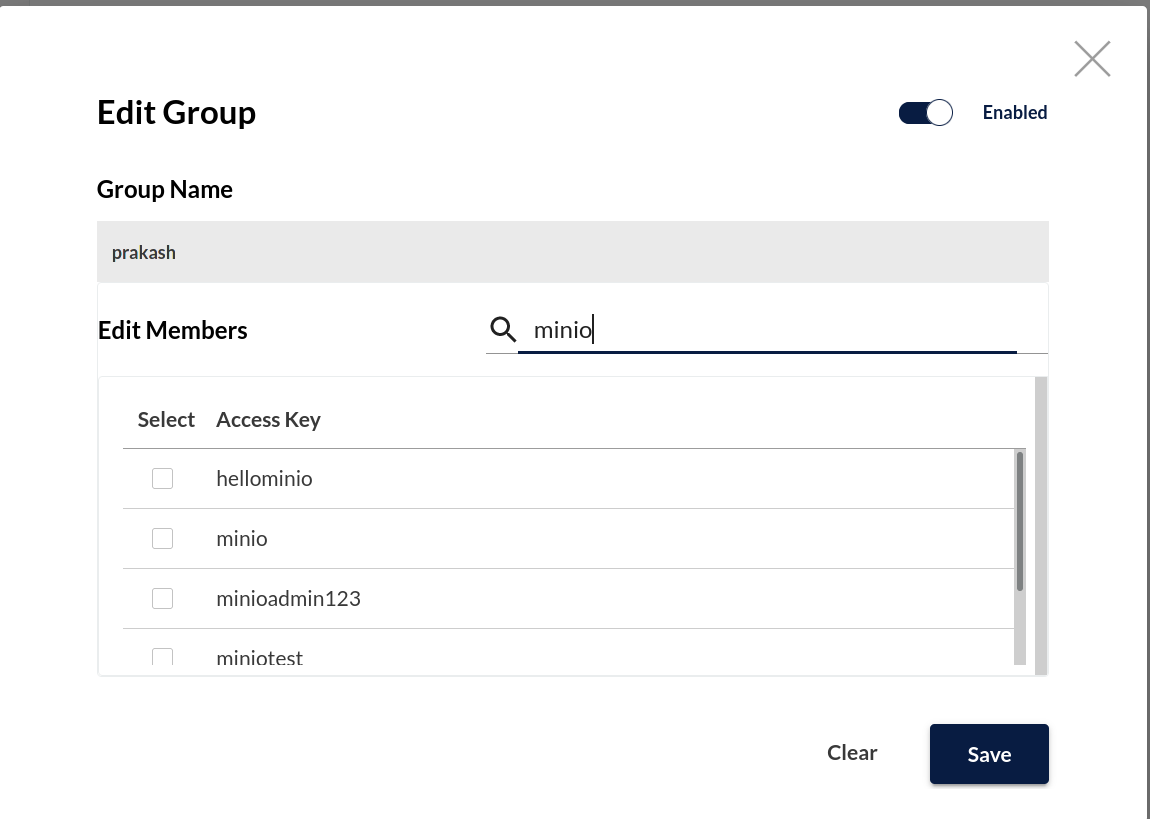 Edit Group
Enabled
Group Name
prakash
Edit Members
minio
Select Access Key
hellominio
minio
minioadmin123
miniotest
Clear
Save